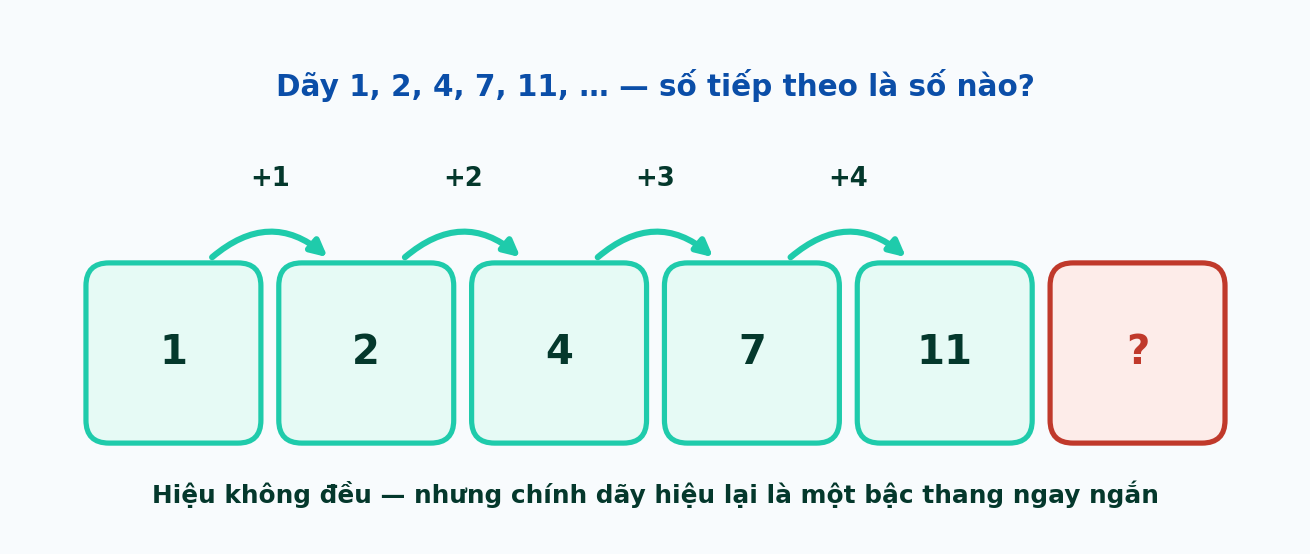 Dãy 1, 2, 4, 7, 11, … — số tiếp theo là số nào?
+1 +2 +3 +4
1 2 4 7 11 ?
Hiệu không đều — nhưng chính dãy hiệu lại là một bậc thang ngay ngắn